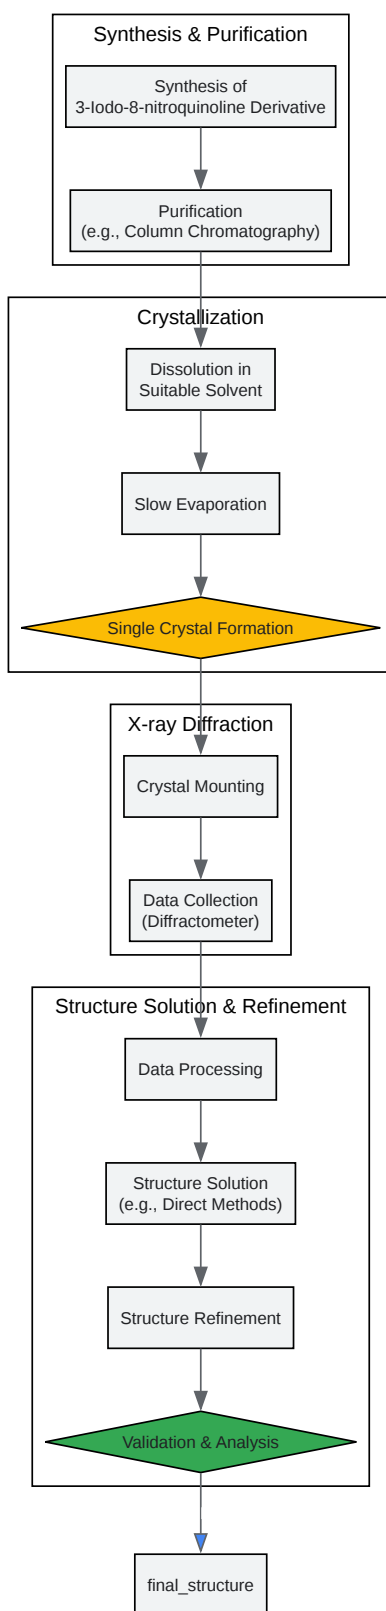 Synthesis & Purification
Synthesis of
3-Iodo-8-nitroquinoline Derivative
Purification
(e.g., Column Chromatography)
Crystallization
Dissolution in
Suitable Solvent
Slow Evaporation
Single Crystal Formation
X-ray Diffraction
Crystal Mounting
Data Collection
(Diffractometer)
Structure Solution & Refinement
Data Processing
Structure Solution
(e.g., Direct Methods)
Structure Refinement
Validation & Analysis
final_structure